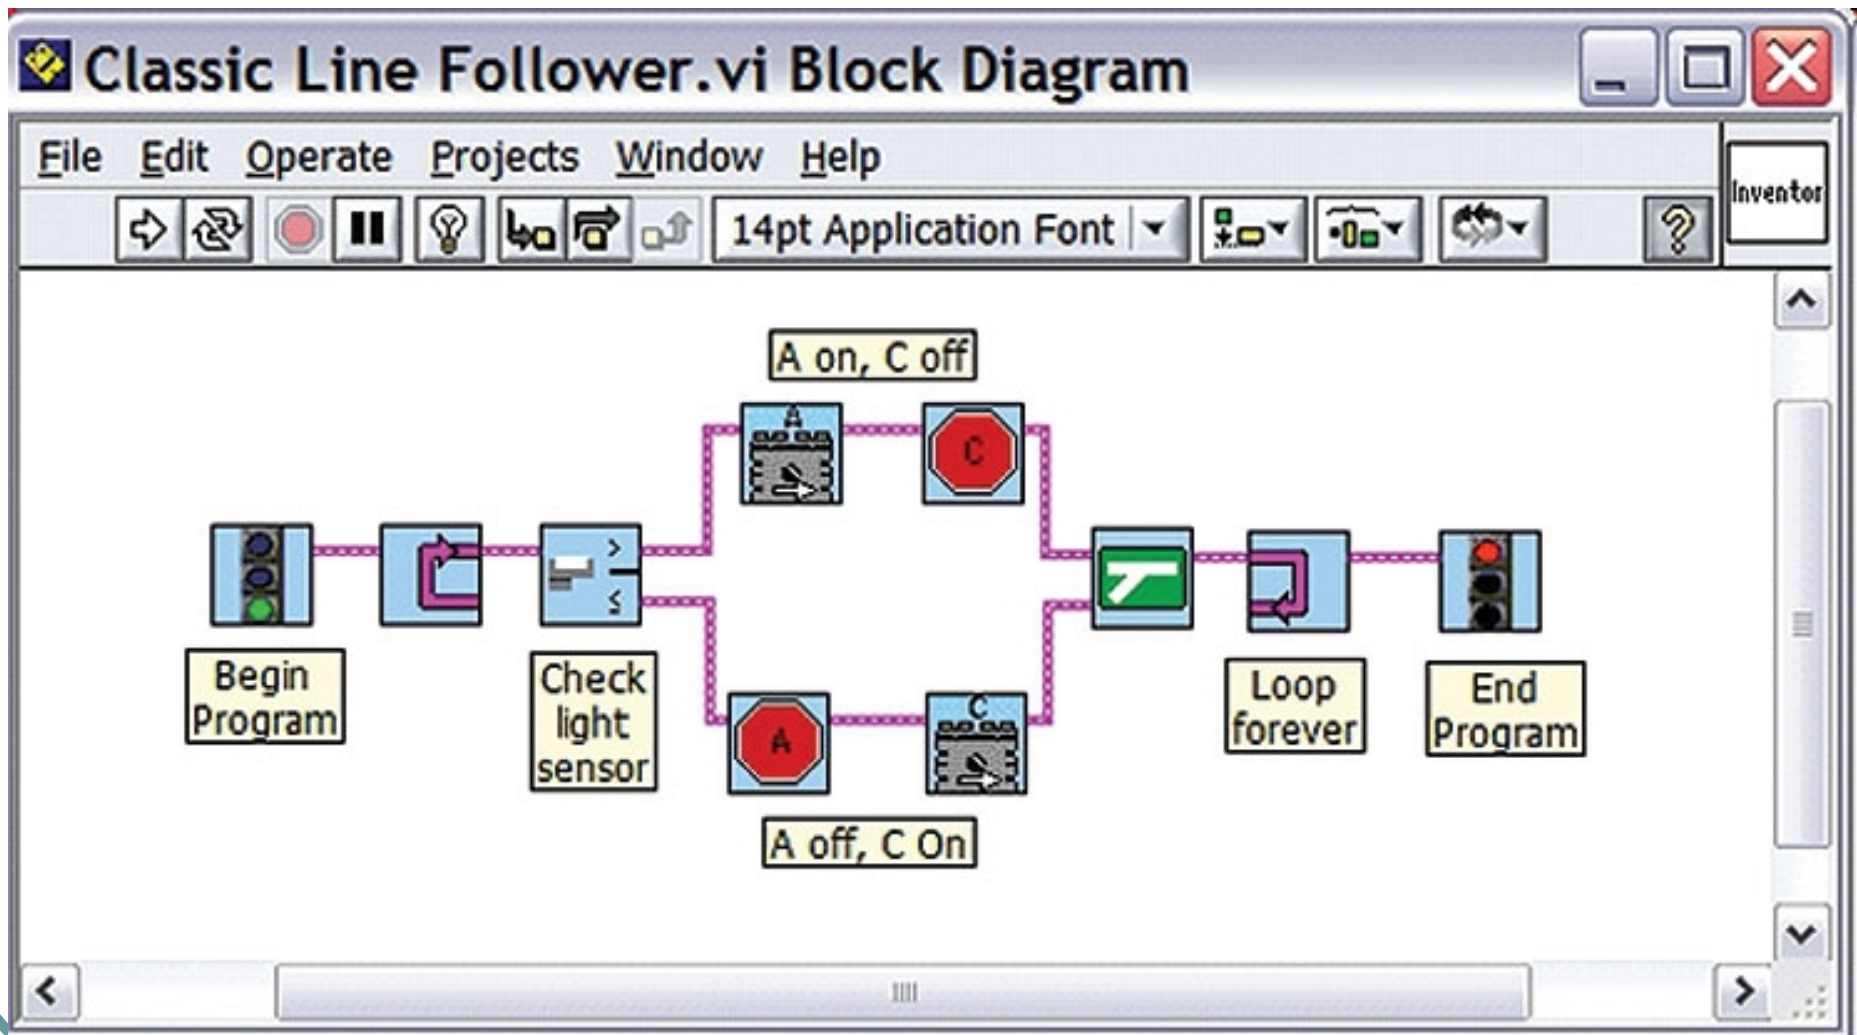 Classic Line Follower.vi Block Diagram
File Edit Operate Projects Window Help
14pt Application Font
Inventor
A on, C off
A
C
>
≤
Begin
Program
Check
light
sensor
A
C
Loop
forever
End
Program
A off, C On